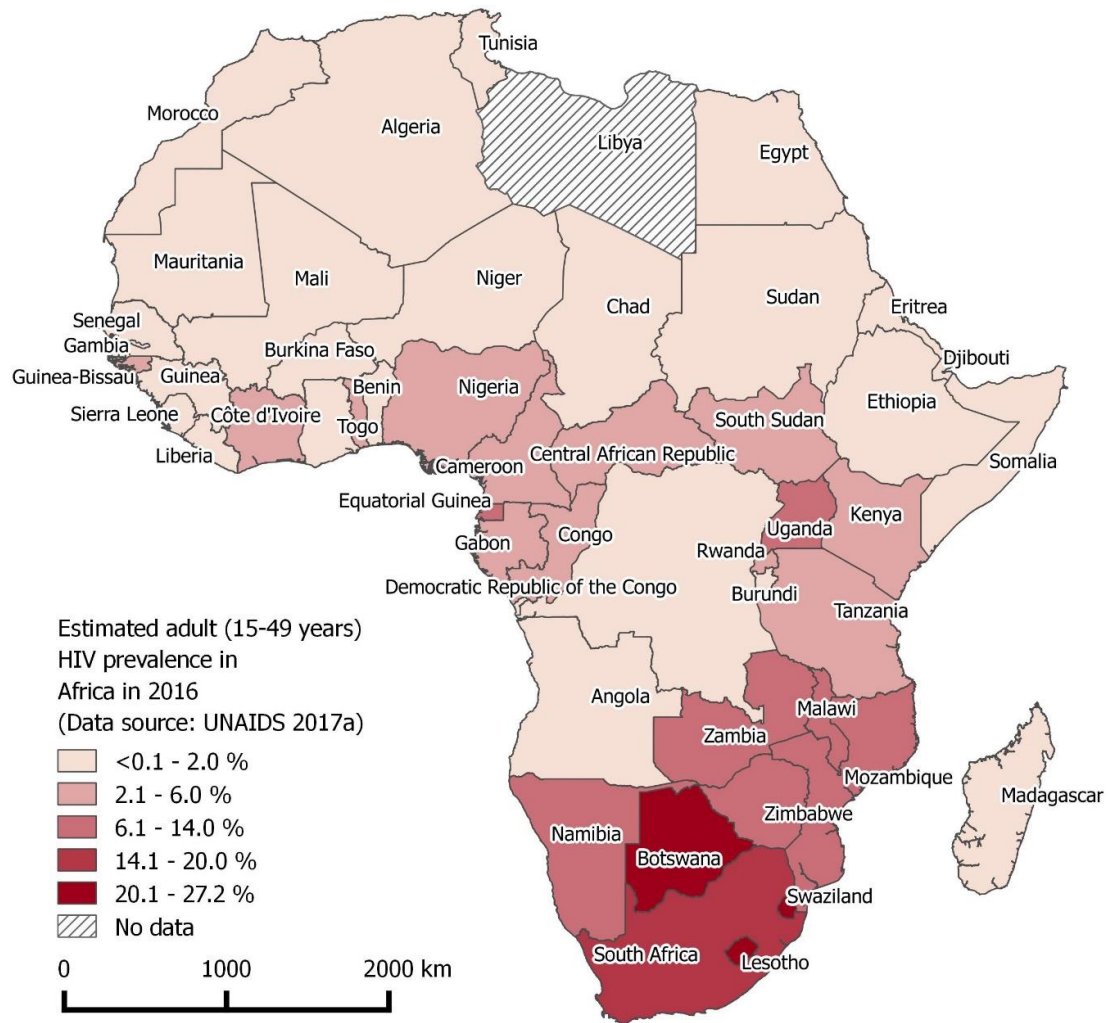 Tunisia
Morocco
Algeria
Libya
Egypt
Mauritania
Mali
Niger
Chad
Sudan
Eritrea
Senegal
Gambia
Burkina Faso
Djibouti
Guinea-Bissau
Guinea
Benin
Nigeria
Ethiopia
Sierra Leone
Côte d'Ivoire
Togo
South Sudan
Liberia
Cameroon
Central African Republic
Somalia
Equatorial Guinea
Uganda
Kenya
Gabon
Congo
Rwanda
Democratic Republic of the Congo
Burundi
Tanzania
Angola
Malawi
Zambia
Mozambique
Madagascar
Namibia
Zimbabwe
Botswana
Swaziland
South Africa
Lesotho
Estimated adult (15-49 years)
HIV prevalence in
Africa in 2016
(Data source: UNAIDS 2017a)
<0.1 - 2.0 %
2.1 - 6.0 %
6.1 - 14.0 %
14.1 - 20.0 %
20.1 - 27.2 %
No data
0 1000 2000 km